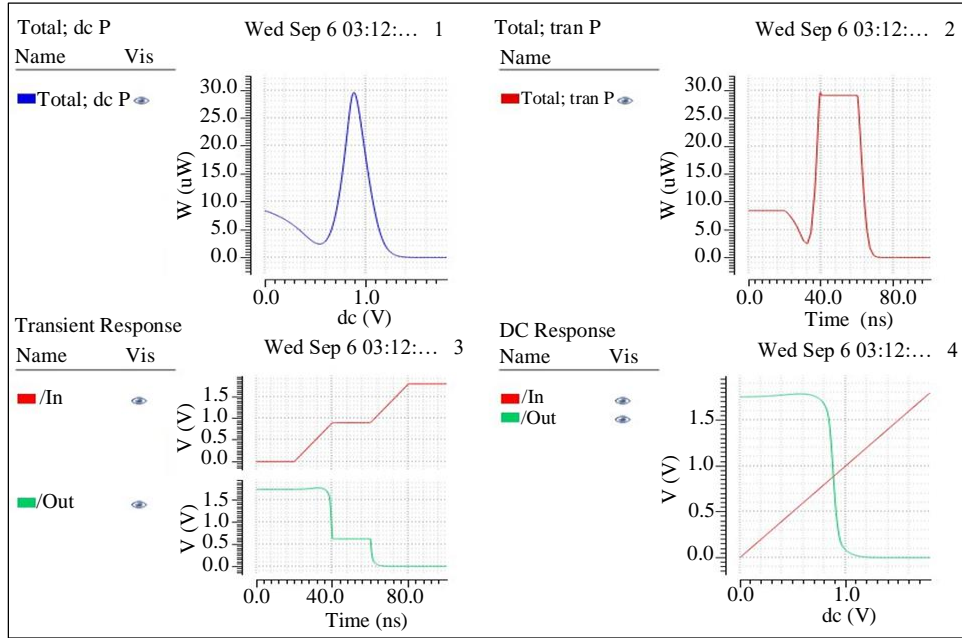 Total; dc P
Wed Sep 6 03:12:… 1
Name Vis
Total; dc P
30.0
25.0
20.0
15.0
10.0
5.0
0.0
W (uW)
0.0 1.0
dc (V)
Total; tran P
Wed Sep 6 03:12:… 2
Name
Total; tran P
30.0
25.0
20.0
15.0
10.0
5.0
0.0
W (uW)
0.0 40.0 80.0
Time (ns)
Transient Response
Wed Sep 6 03:12:… 3
Name Vis
/In
1.5
1.0
0.5
0.0
V (V)
/Out
1.5
1.0
0.5
0.0
V (V)
0.0 40.0 80.0
Time (ns)
DC Response
Wed Sep 6 03:12:… 4
Name Vis
/In
/Out
1.5
1.0
0.5
0.0
V (V)
0.0 1.0
dc (V)